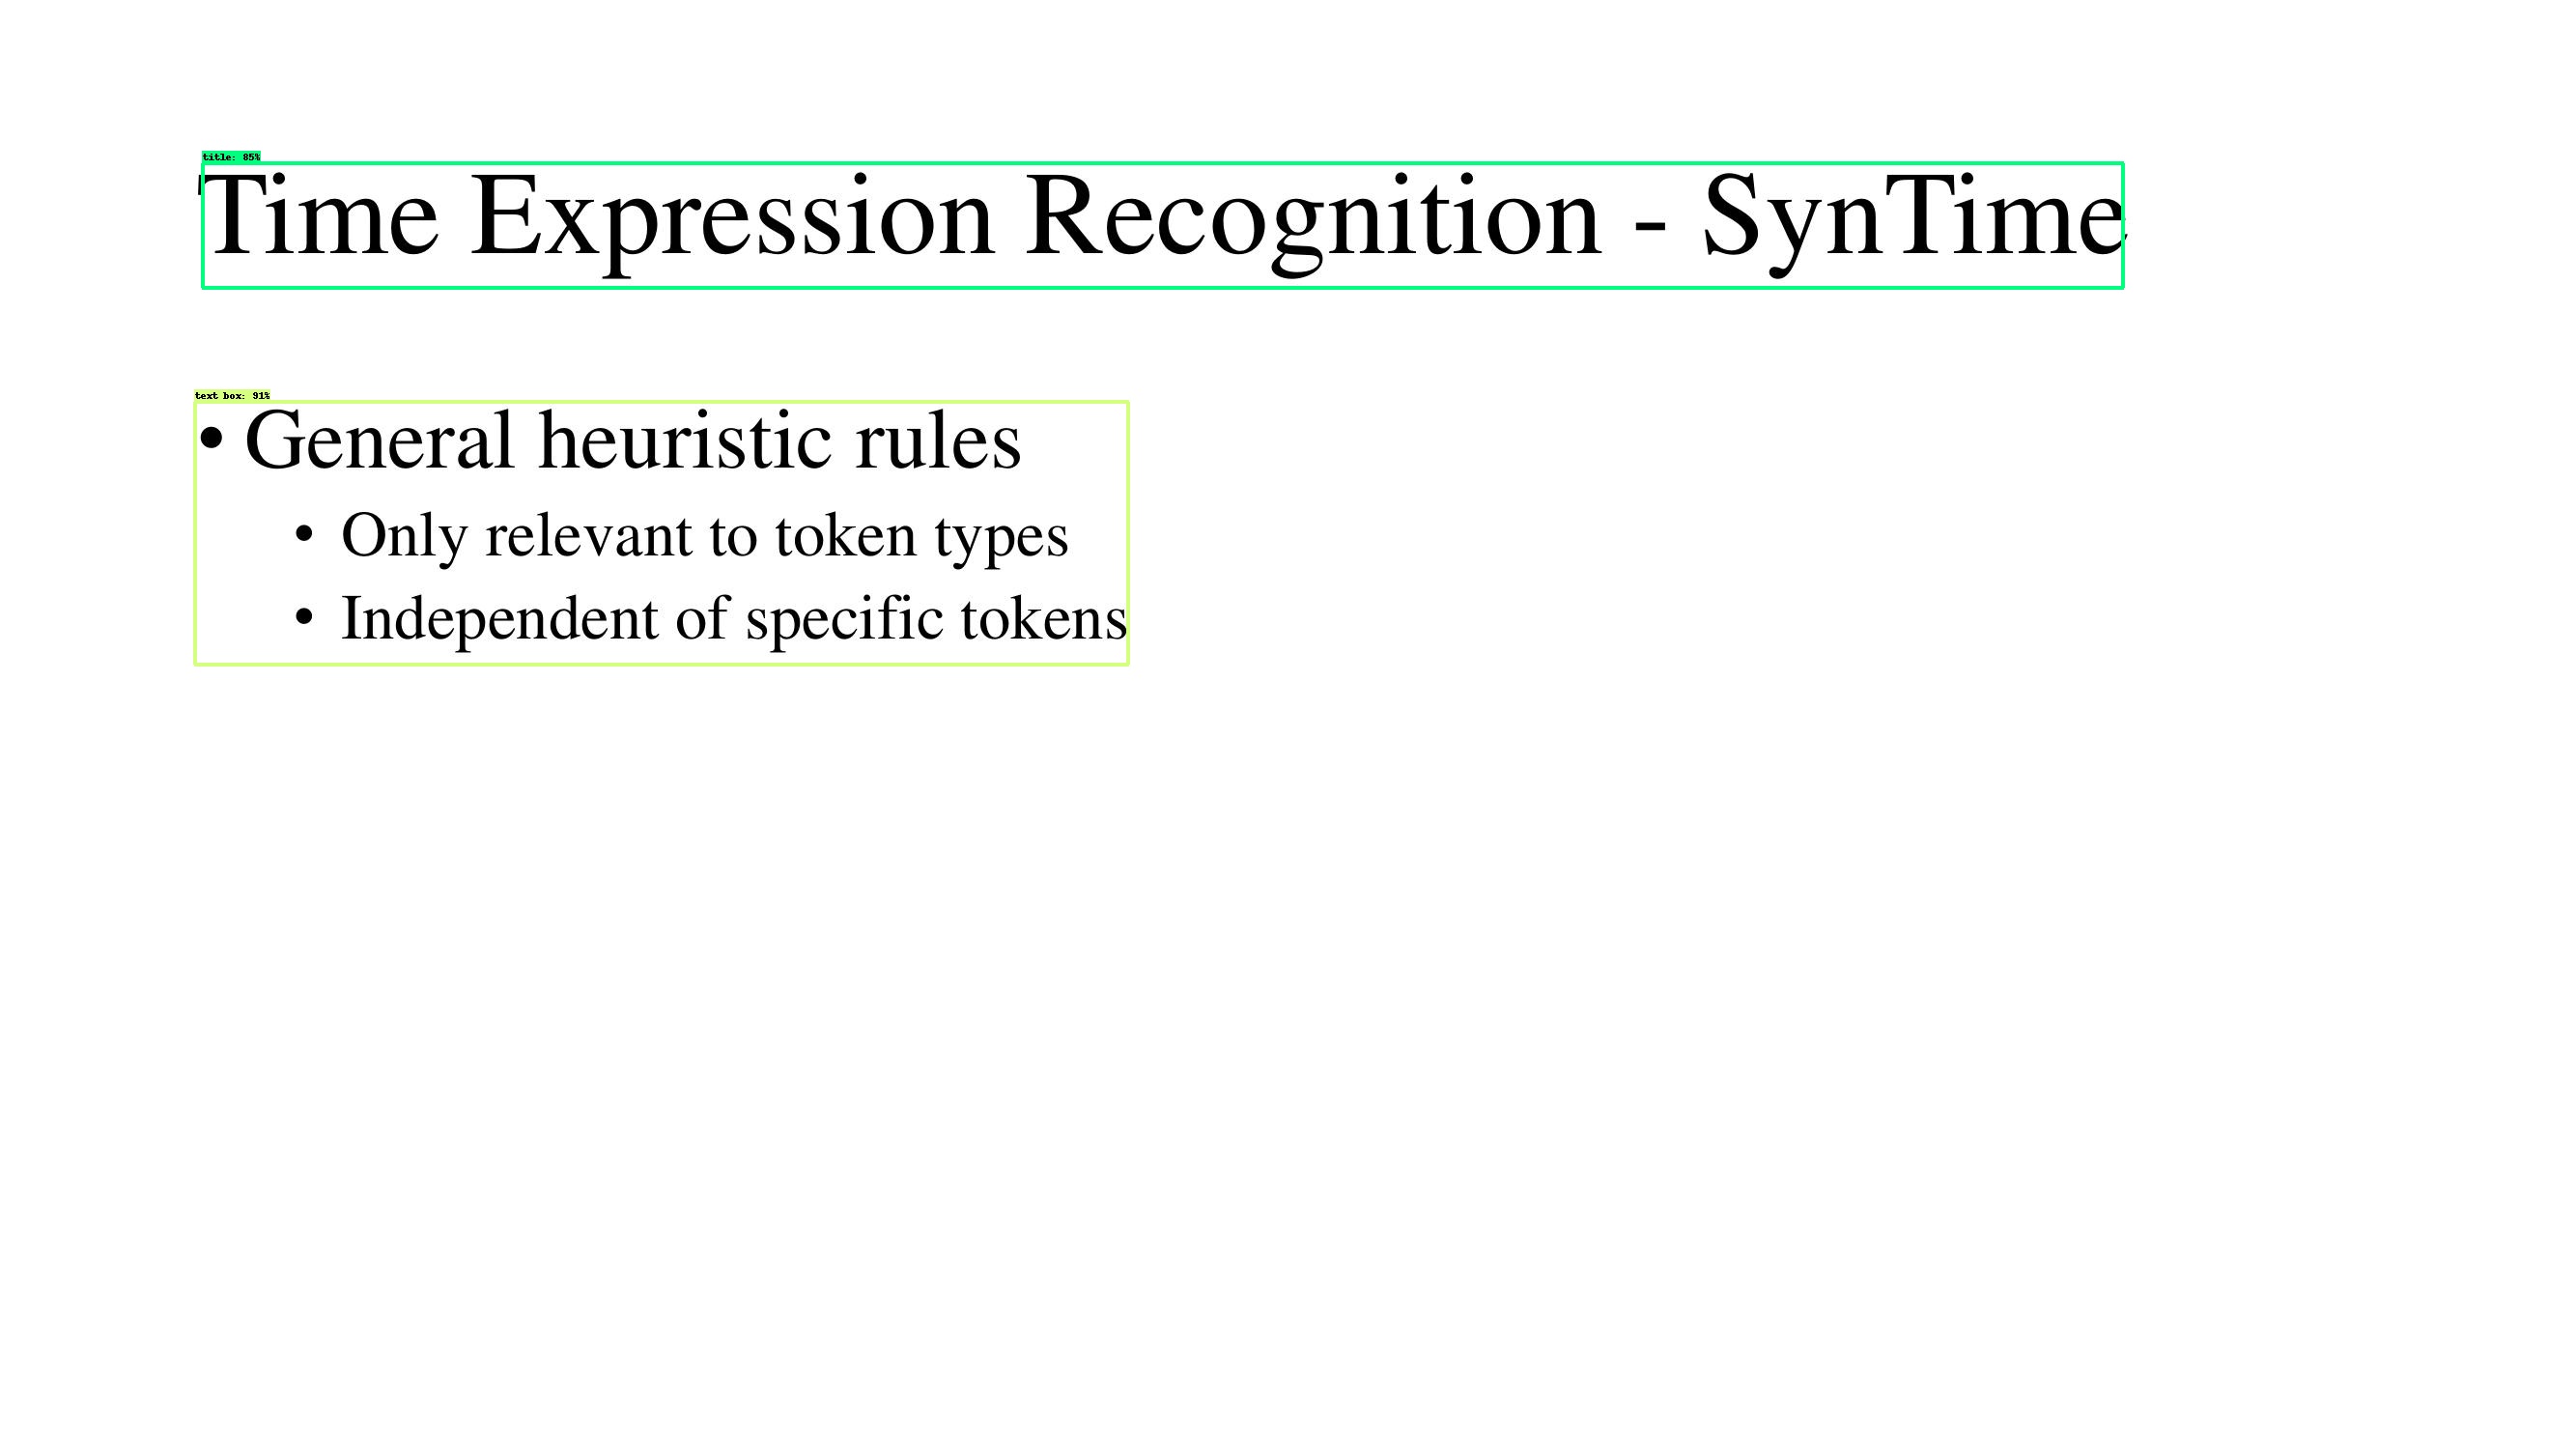 title: 85%
Time Expression Recognition - SynTime
text box: 91%
• General heuristic rules
• Only relevant to token types
• Independent of specific tokens